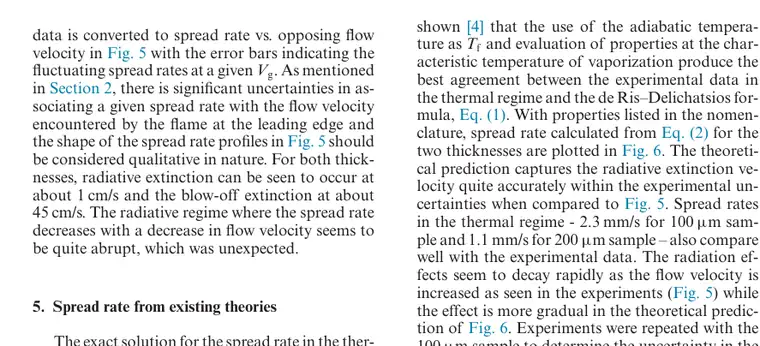 data is converted to spread rate vs. opposing flow
velocity in Fig. 5 with the error bars indicating the
fluctuating spread rates at a given Vg. As mentioned
in Section 2, there is significant uncertainties in as-
sociating a given spread rate with the flow velocity
encountered by the flame at the leading edge and
the shape of the spread rate profiles in Fig. 5 should
be considered qualitative in nature. For both thick-
nesses, radiative extinction can be seen to occur at
about 1 cm/s and the blow-off extinction at about
45 cm/s. The radiative regime where the spread rate
decreases with a decrease in flow velocity seems to
be quite abrupt, which was unexpected.
5. Spread rate from existing theories
The exact solution for the spread rate in the ther-
shown [4] that the use of the adiabatic tempera-
ture as Tf and evaluation of properties at the char-
acteristic temperature of vaporization produce the
best agreement between the experimental data in
the thermal regime and the de Ris–Delichatsios for-
mula, Eq. (1). With properties listed in the nomen-
clature, spread rate calculated from Eq. (2) for the
two thicknesses are plotted in Fig. 6. The theoreti-
cal prediction captures the radiative extinction ve-
locity quite accurately within the experimental un-
certainties when compared to Fig. 5. Spread rates
in the thermal regime - 2.3 mm/s for 100 μm sam-
ple and 1.1 mm/s for 200 μm sample – also compare
well with the experimental data. The radiation ef-
fects seem to decay rapidly as the flow velocity is
increased as seen in the experiments (Fig. 5) while
the effect is more gradual in the theoretical predic-
tion of Fig. 6. Experiments were repeated with the
100 μm sample to determine the uncertainty in the